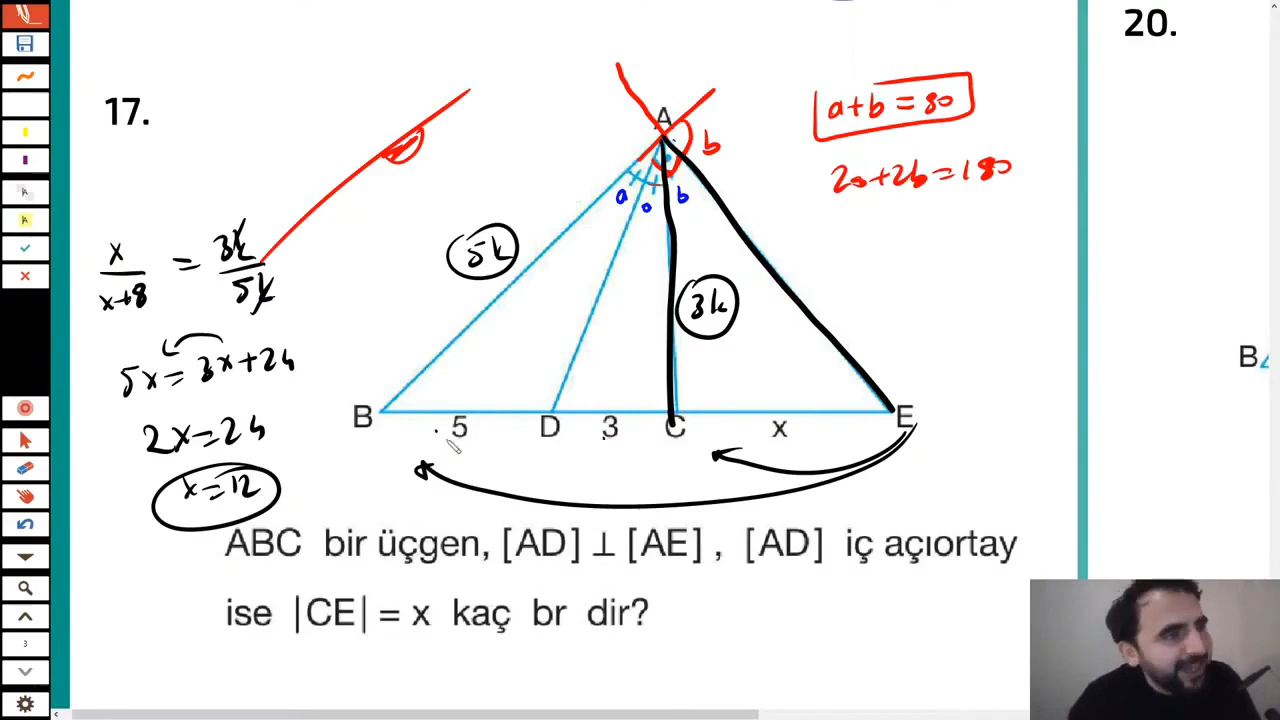 20.
17.
A
a+b=90
2a+2b=180
b
a
a
b
5k
3k
x/x+8 = 3k/5k
5x=3x+24
2x=24
x=12
B
5
D
3
C
x
E
B
ABC bir üçgen, [AD] ⊥ [AE] , [AD] iç açıortay
ise |CE| = x kaç br dir?
3